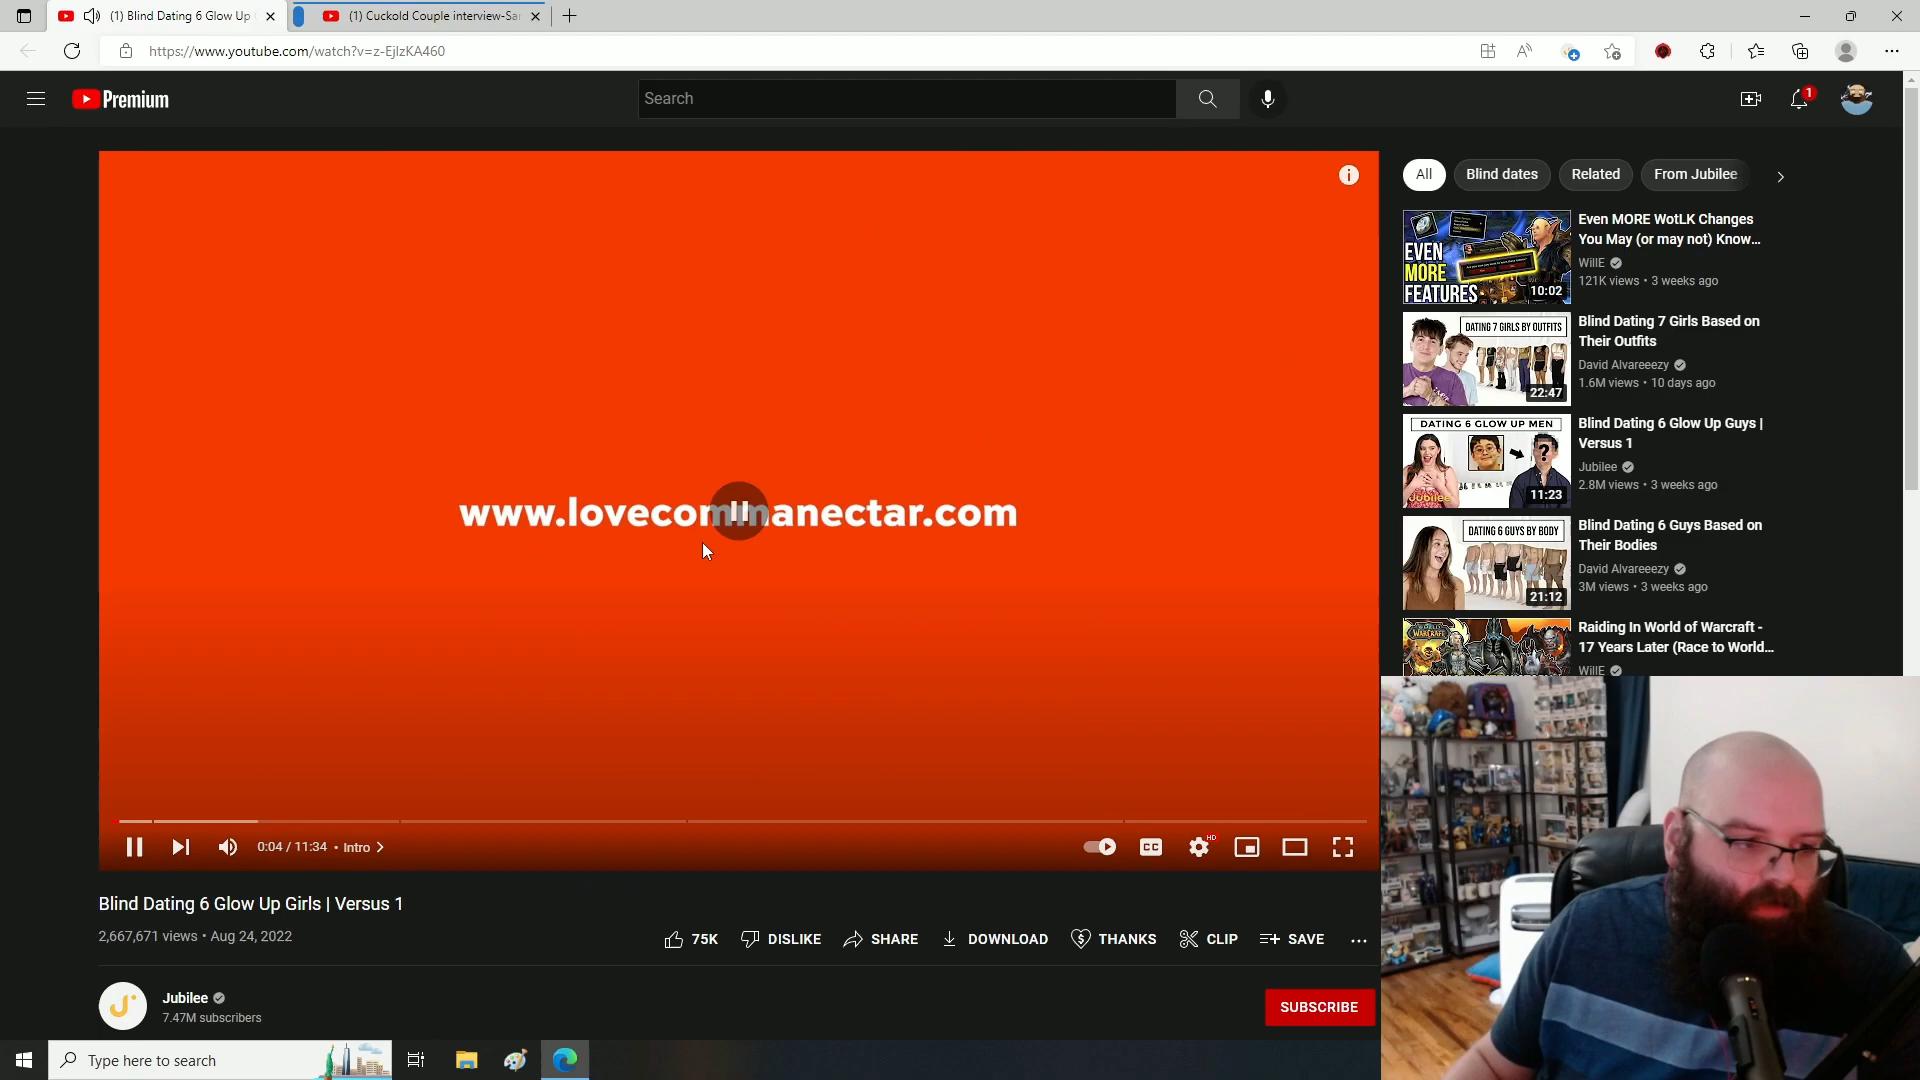 (1) Blind Dating 6 Glow Up
(1) Cuckold Couple interview-Sa
https://www.youtube.com/watch?v=z-EjlzKA460
Premium
Search
1
www.lovecommanectar.com
0:04 / 11:34 • Intro
CC
HD
Blind Dating 6 Glow Up Girls | Versus 1
2,667,671 views • Aug 24, 2022
75K
DISLIKE
SHARE
DOWNLOAD
THANKS
CLIP
SAVE
Jubilee
7.47M subscribers
SUBSCRIBE
All
Blind dates
Related
From Jubilee
EVEN
MORE
FEATURES
10:02
Even MORE WotLK Changes
You May (or may not) Know...
WillE
121K views • 3 weeks ago
DATING 7 GIRLS BY OUTFITS
22:47
Blind Dating 7 Girls Based on
Their Outfits
David Alvareeezy
1.6M views • 10 days ago
DATING 6 GLOW UP MEN
?
Jubilee
11:23
Blind Dating 6 Glow Up Guys |
Versus 1
Jubilee
2.8M views • 3 weeks ago
DATING 6 GUYS BY BODY
21:12
Blind Dating 6 Guys Based on
Their Bodies
David Alvareeezy
3M views • 3 weeks ago
WARCRAFT
Raiding In World of Warcraft -
17 Years Later (Race to World...
WillE
Type here to search